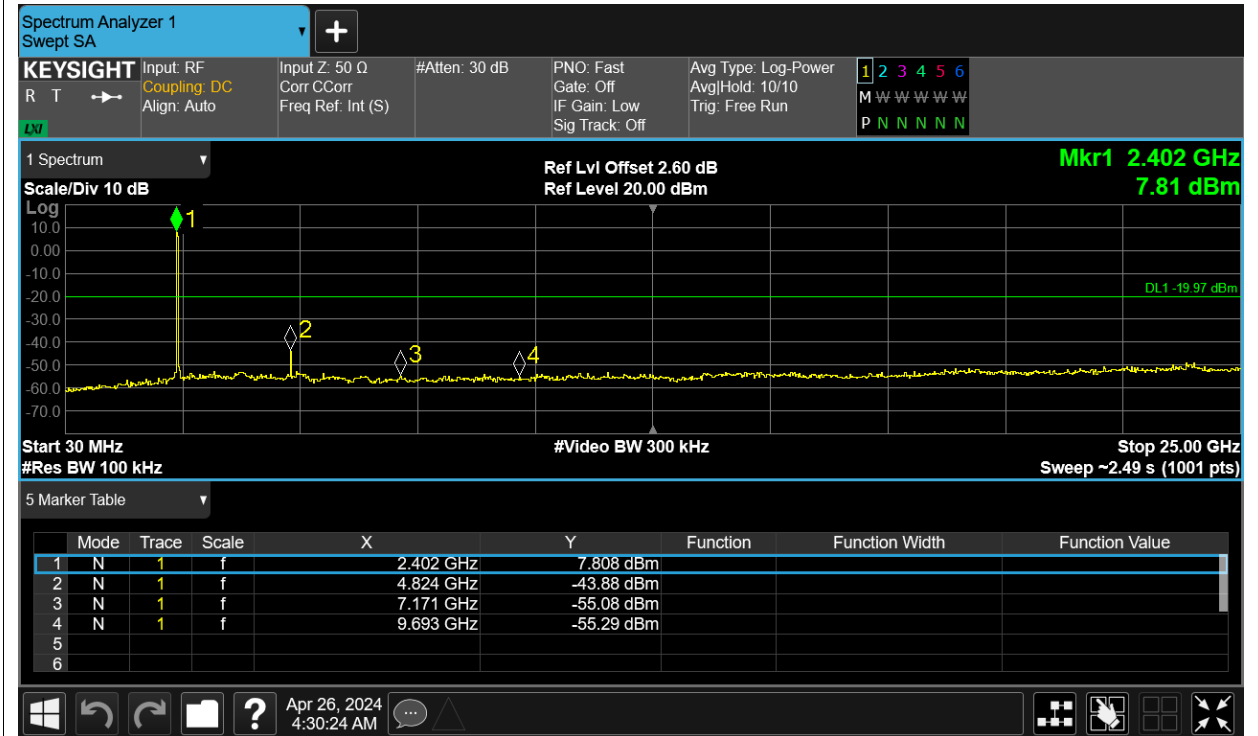 Spectrum Analyzer 1
Swept SA
KEYSIGHT
R T
LXI
Input: RF
Coupling: DC
Align: Auto
Input Z: 50 Ω
Corr CCorr
Freq Ref: Int (S)
#Atten: 30 dB
PNO: Fast
Gate: Off
IF Gain: Low
Sig Track: Off
Avg Type: Log-Power
Avg|Hold: 10/10
Trig: Free Run
1 2 3 4 5 6
M W W W W W
P N N N N N
1 Spectrum
Scale/Div 10 dB
Ref Lvl Offset 2.60 dB
Ref Level 20.00 dBm
Mkr1 2.402 GHz
7.81 dBm
Log
10.0
0.00
-10.0
-20.0
-30.0
-40.0
-50.0
-60.0
-70.0
1
2
3
4
DL1 -19.97 dBm
Start 30 MHz
#Video BW 300 kHz
Stop 25.00 GHz
#Res BW 100 kHz
Sweep ~2.49 s (1001 pts)
5 Marker Table
Mode Trace Scale X Y Function Function Width Function Value
1 N 1 f 2.402 GHz 7.808 dBm
2 N 1 f 4.824 GHz -43.88 dBm
3 N 1 f 7.171 GHz -55.08 dBm
4 N 1 f 9.693 GHz -55.29 dBm
5
6
?
Apr 26, 2024
4:30:24 AM